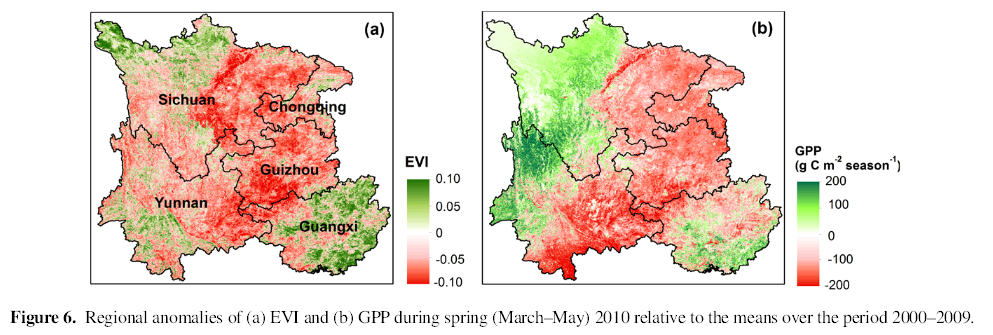 (a)
Sichuan
Chongqing
Guizhou
Yunnan
Guangxi
EVI
0.10
0.05
0
-0.05
-0.10
(b)
GPP
(g C m⁻² season⁻¹)
200
100
0
-100
-200
Figure 6. Regional anomalies of (a) EVI and (b) GPP during spring (March–May) 2010 relative to the means over the period 2000–2009.